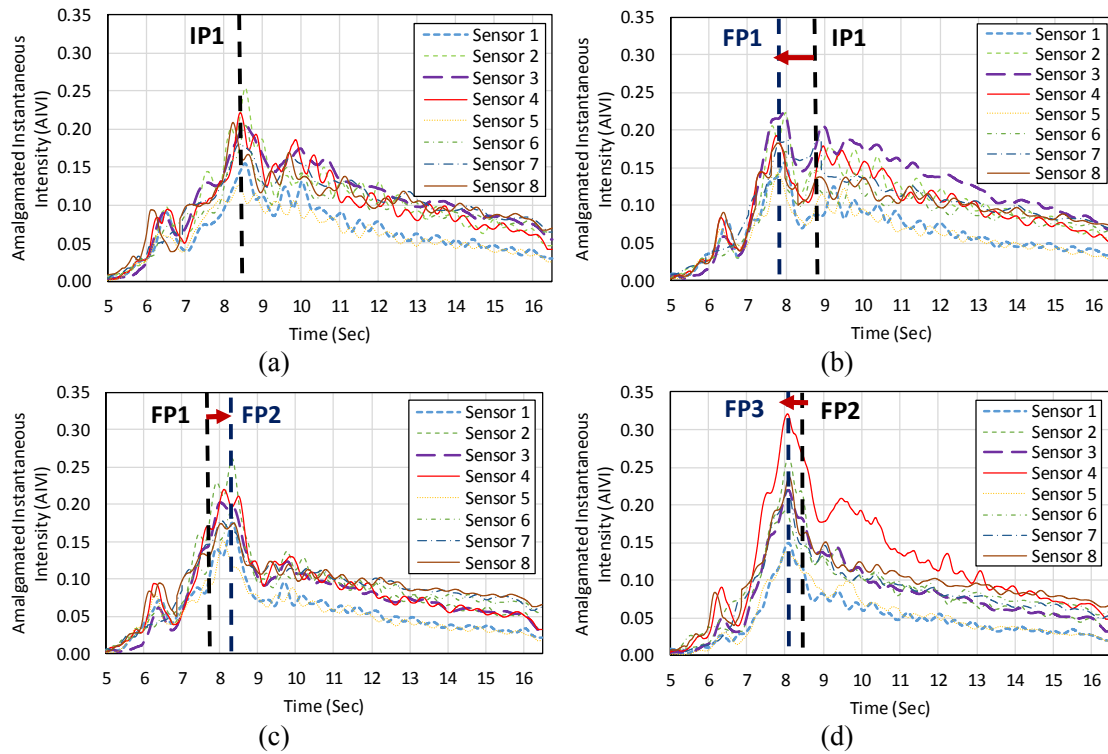 0.35
0.30
0.25
0.20
0.15
0.10
0.05
0.00
Amalgamated Instantaneous
Intensity (AIVI)
IP1
Sensor 1
Sensor 2
Sensor 3
Sensor 4
Sensor 5
Sensor 6
Sensor 7
Sensor 8
5 6 7 8 9 10 11 12 13 14 15 16
Time (Sec)
(a)
0.35
0.30
0.25
0.20
0.15
0.10
0.05
0.00
Amalgamated Instantaneous
Intensity (AIVI)
FP1 IP1
Sensor 1
Sensor 2
Sensor 3
Sensor 4
Sensor 5
Sensor 6
Sensor 7
Sensor 8
5 6 7 8 9 10 11 12 13 14 15 16
Time (Sec)
(b)
0.35
0.30
0.25
0.20
0.15
0.10
0.05
0.00
Amalgamated Instantaneous
Intensity (AIVI)
FP1 FP2
Sensor 1
Sensor 2
Sensor 3
Sensor 4
Sensor 5
Sensor 6
Sensor 7
Sensor 8
5 6 7 8 9 10 11 12 13 14 15 16
Time (Sec)
(c)
0.35
0.30
0.25
0.20
0.15
0.10
0.05
0.00
Amalgamated Instantaneous
Intensity (AIVI)
FP3 FP2
Sensor 1
Sensor 2
Sensor 3
Sensor 4
Sensor 5
Sensor 6
Sensor 7
Sensor 8
5 6 7 8 9 10 11 12 13 14 15 16
Time (Sec)
(d)